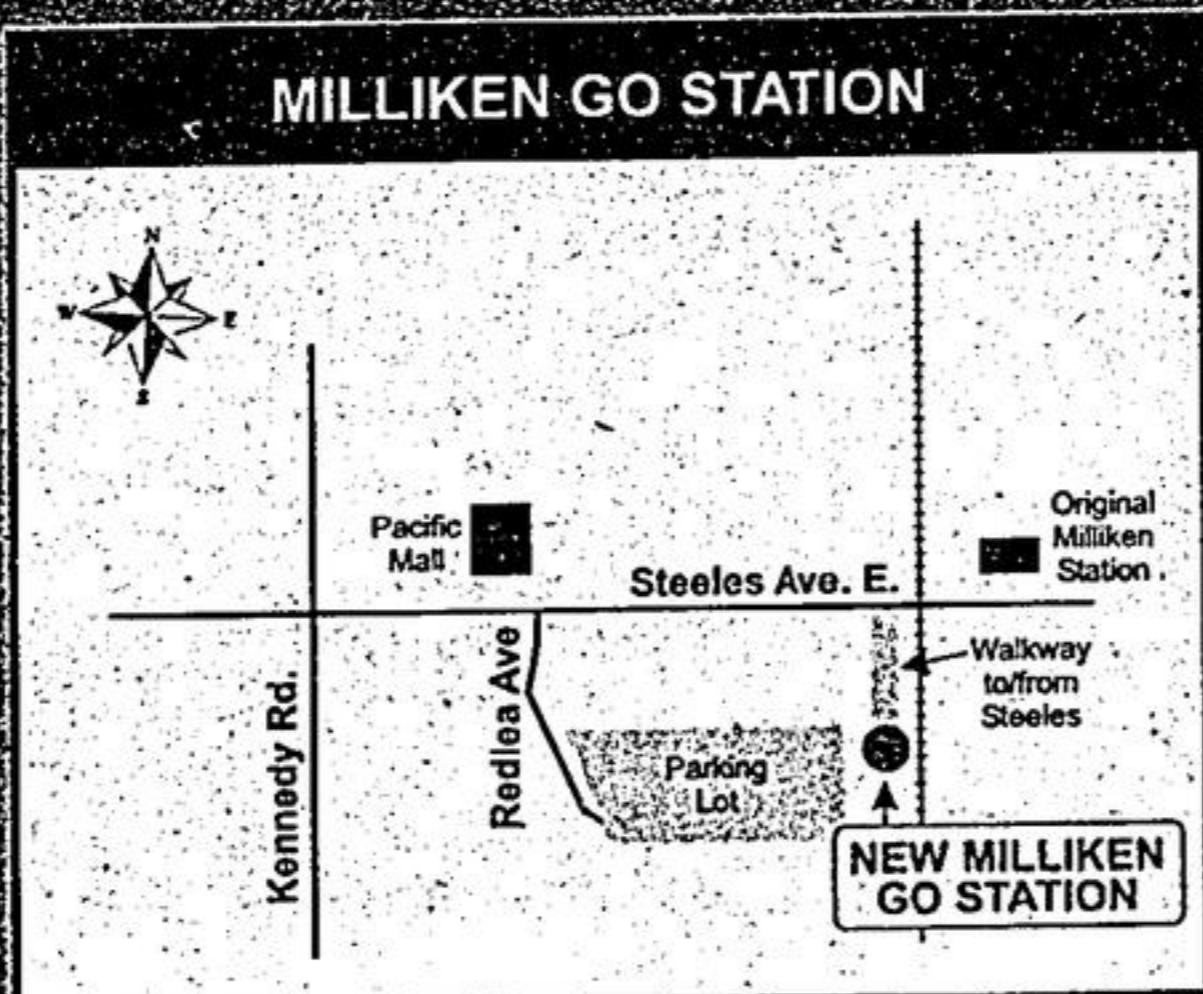 MILLIKEN GO STATION
N
W
E
S
Pacific
Mall
Original
Milliken
Station
Steeles Ave. E.
Kennedy Rd.
Redlea Ave
Walkway
to/from
Steeles
Parking
Lot
NEW MILLIKEN
GO STATION